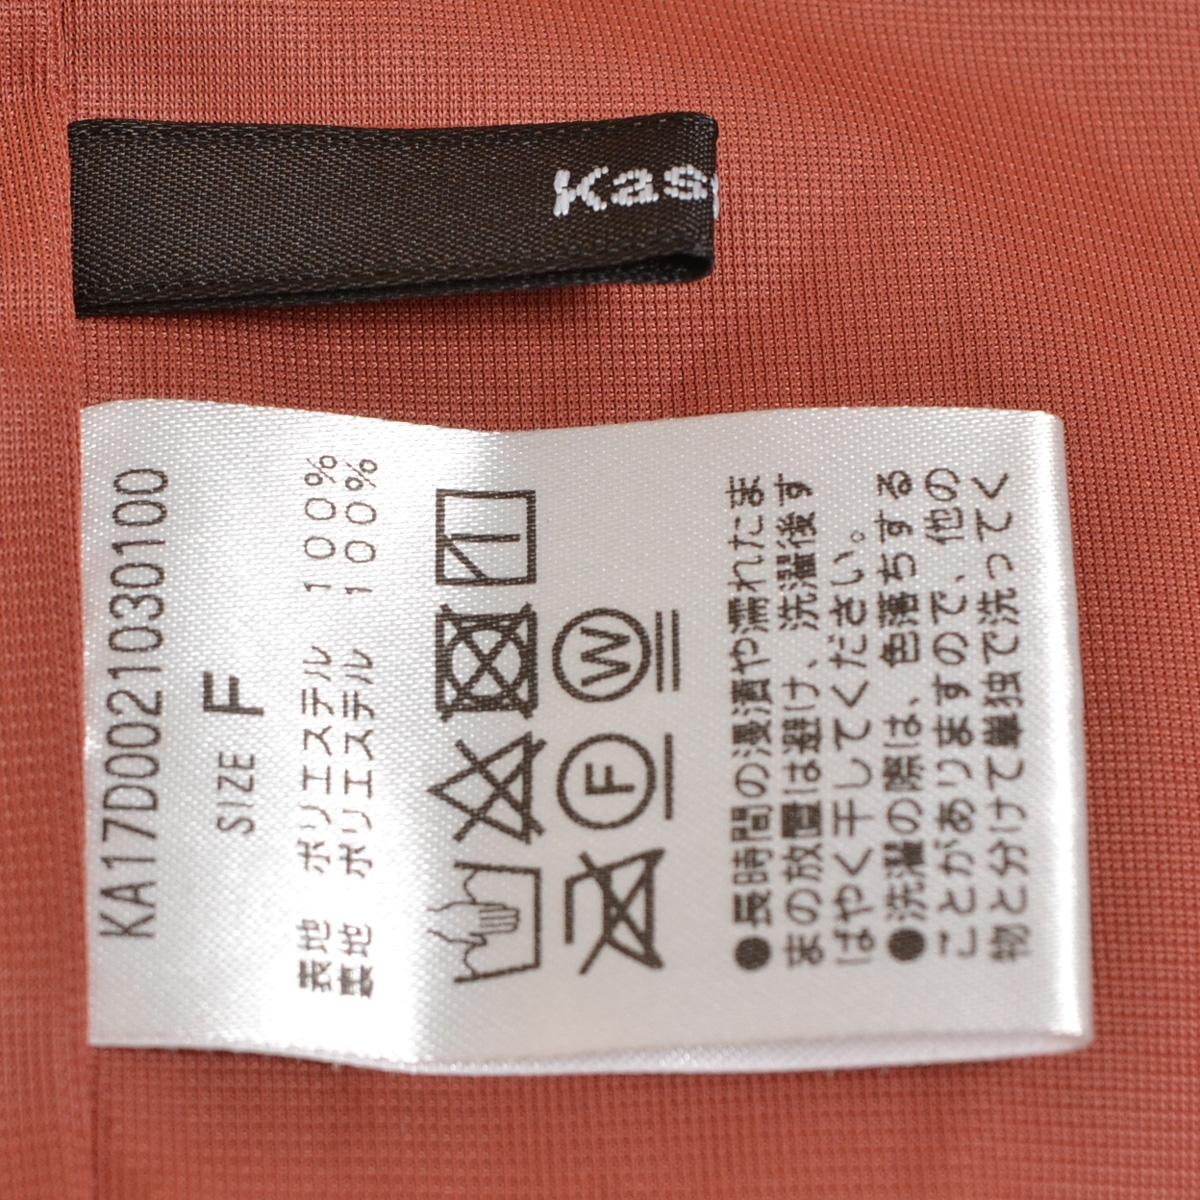 Kas
KA17D0021030100
SIZE F
表地 ポリエステル 100%
裏地 ポリエステル 100%
W
F
●長時間の浸漬や濡れたま
まの放置は避け、洗濯後す
ばやく干してください。
●洗濯の際は、色落ちする
ことがありますので、他の
物と分けて単独で洗ってく